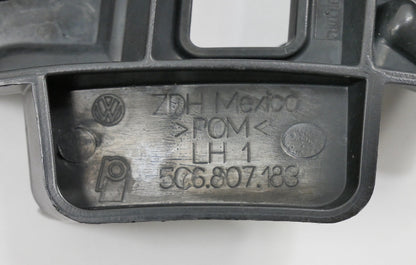 ZDH Mexico
>POM<
LH 1
5C6.807.183